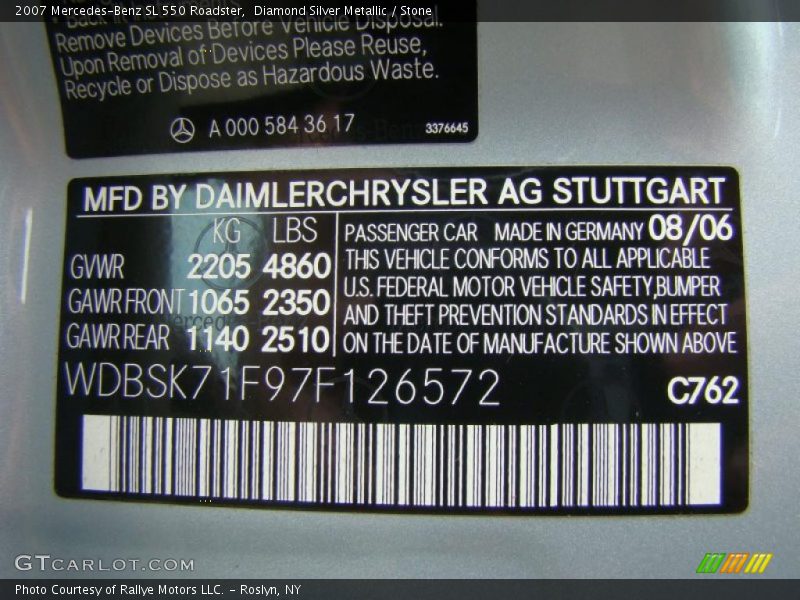 2007 Mercedes-Benz SL 550 Roadster,  Diamond Silver Metallic / Stone
Remove Devices Before Vehicle Disposal.
Upon Removal of Devices Please Reuse,
Recycle or Dispose as Hazardous Waste.
A 000 584 36 17
3376645
MFD BY DAIMLERCHRYSLER AG STUTTGART
KG LBS
GVWR 2205 4860
GAWR FRONT 1065 2350
GAWR REAR 1140 2510
PASSENGER CAR MADE IN GERMANY 08/06
THIS VEHICLE CONFORMS TO ALL APPLICABLE
U.S. FEDERAL MOTOR VEHICLE SAFETY, BUMPER
AND THEFT PREVENTION STANDARDS IN EFFECT
ON THE DATE OF MANUFACTURE SHOWN ABOVE
WDBSK71F97F126572
C762
GTCARLOT.COM
Photo Courtesy of Rallye Motors LLC. - Roslyn, NY